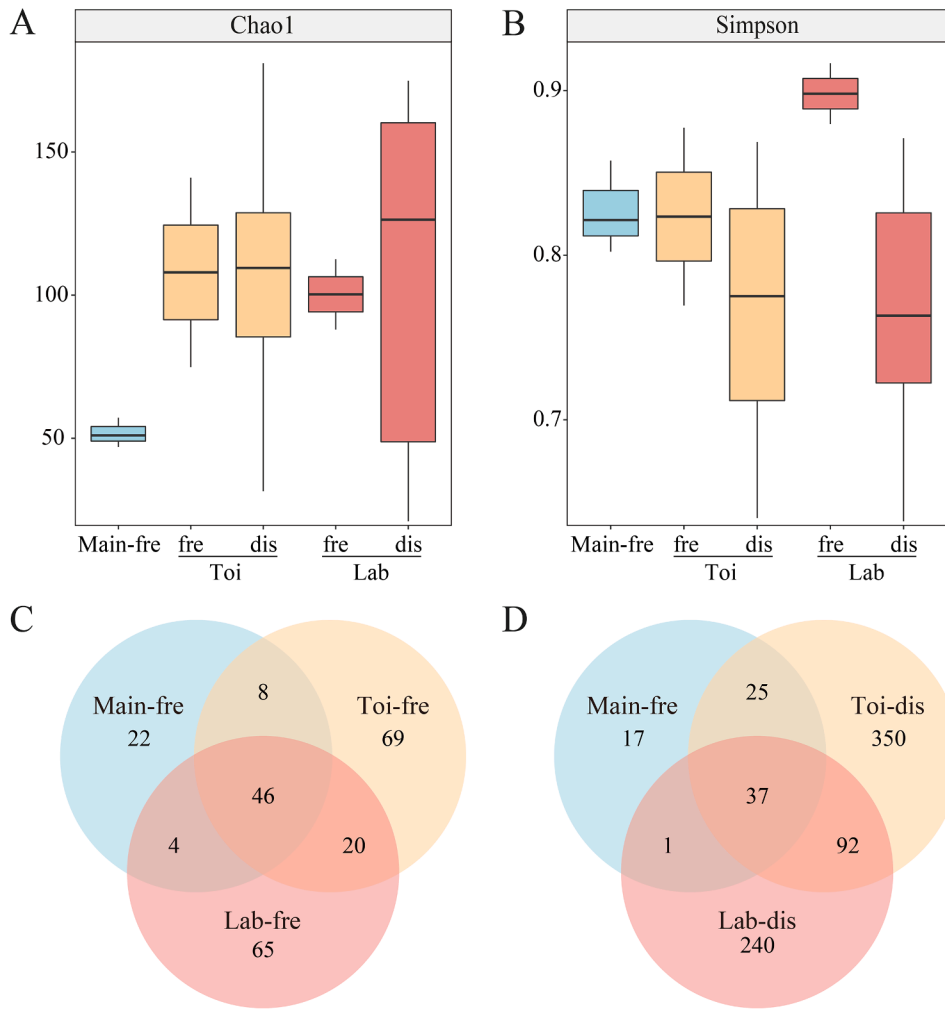 A
Chao1
150
100
50
Main-fre
fre
dis
fre
dis
Toi
Lab
B
Simpson
0.9
0.8
0.7
Main-fre
fre
dis
fre
dis
Toi
Lab
C
Main-fre
22
8
Toi-fre
69
46
4
20
Lab-fre
65
D
Main-fre
17
25
Toi-dis
350
37
1
92
Lab-dis
240